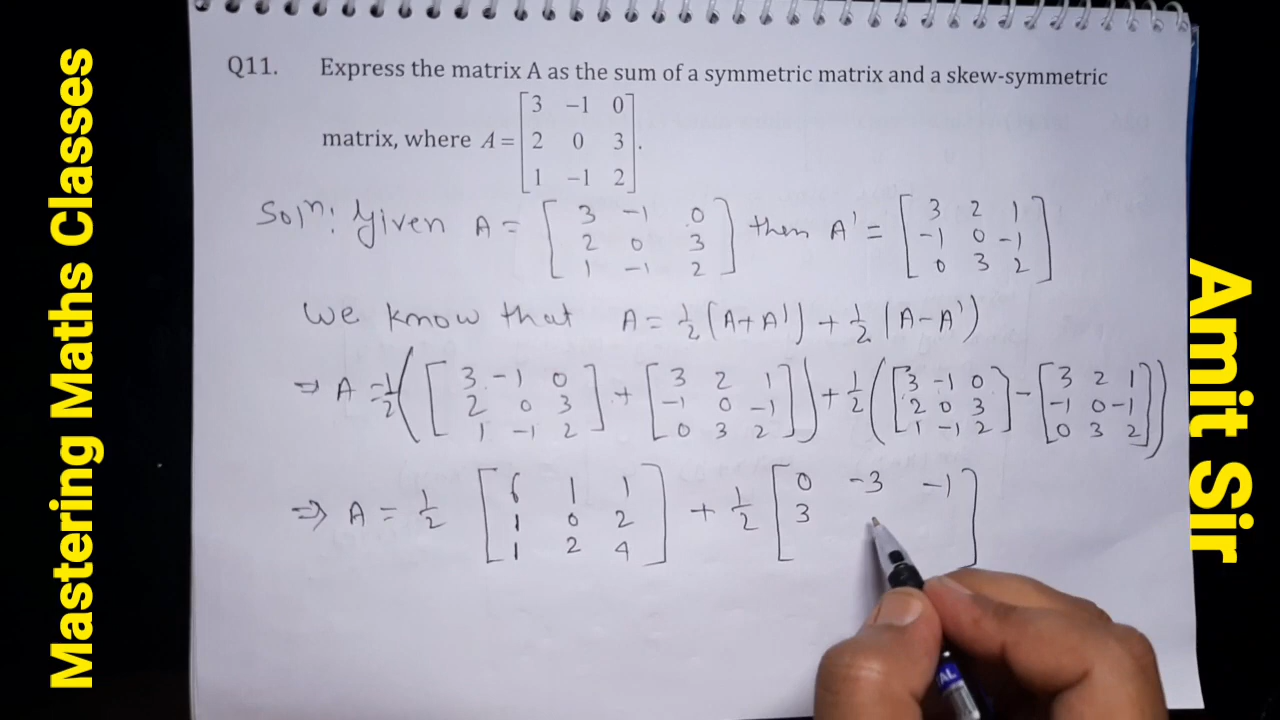 Mastering Maths Classes
Q11. Express the matrix A as the sum of a symmetric matrix and a skew-symmetric
matrix, where A = [3 −1 0
2 0 3
1 −1 2].
Solⁿ: Given A = [3 -1 0
2 0 3
1 -1 2] then A' = [3 2 1
-1 0 -1
0 3 2]
We know that A = 1/2 (A+A') + 1/2 (A-A')
⇒ A = 1/2 ([3 -1 0
2 0 3
1 -1 2] + [3 2 1
-1 0 -1
0 3 2]) + 1/2 ([3 -1 0
2 0 3
1 -1 2] - [3 2 1
-1 0 -1
0 3 2])
⇒ A = 1/2 [6 1 1
1 0 2
1 2 4] + 1/2 [0 -3 -1
3]
Amit Sir
AL